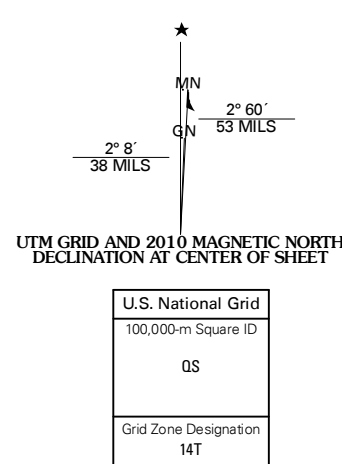 MN
2° 60´
53 MILS
GN
2° 8´
38 MILS
UTM GRID AND 2010 MAGNETIC NORTH
DECLINATION AT CENTER OF SHEET
U.S. National Grid
100,000-m Square ID
QS
Grid Zone Designation
14T